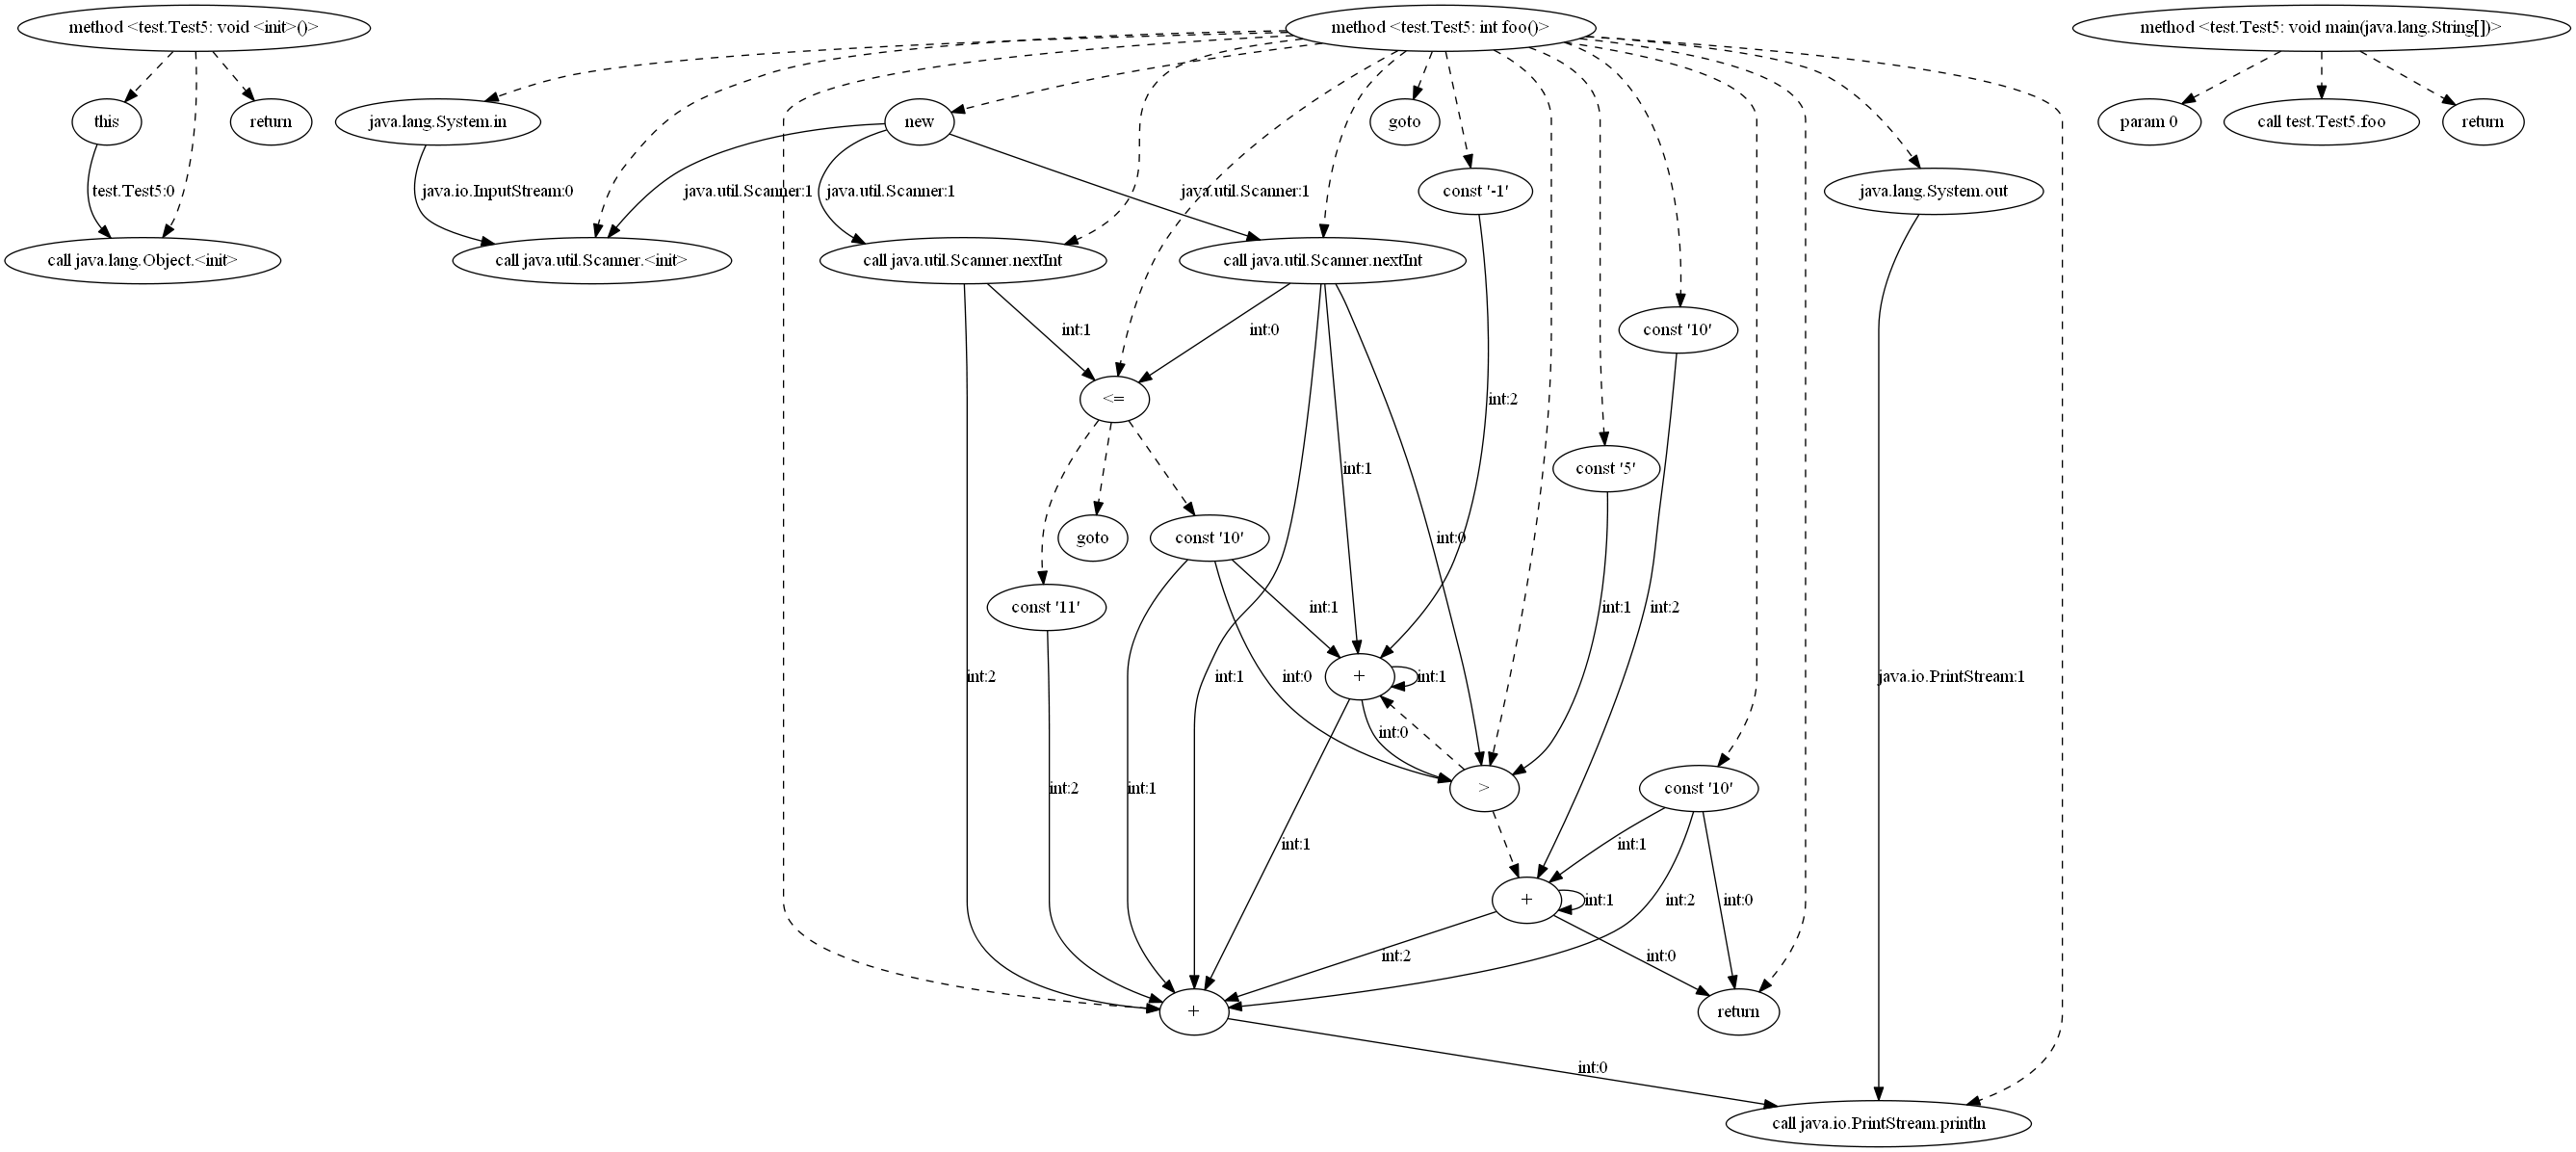 method <test.Test5: void <init>()>
method <test.Test5: int foo()>
method <test.Test5: void main(java.lang.String[])>
this
return
java.lang.System.in
new
goto
param 0
call test.Test5.foo
return
test.Test5:0
java.io.InputStream:0
java.util.Scanner:1
java.util.Scanner:1
java.util.Scanner:1
const '-1'
java.lang.System.out
call java.lang.Object.<init>
call java.util.Scanner.<init>
call java.util.Scanner.nextInt
call java.util.Scanner.nextInt
int:1
int:0
const '10'
<=
int:2
int:1
const '5'
goto
const '10'
int:0
const '11'
int:1
int:1
int:2
int:2
int:1
int:0
+
int:1
java.io.PrintStream:1
int:0
int:2
int:1
>
const '10'
int:1
int:1
+
int:1
int:2
int:0
int:2
int:0
+
return
int:0
call java.io.PrintStream.println